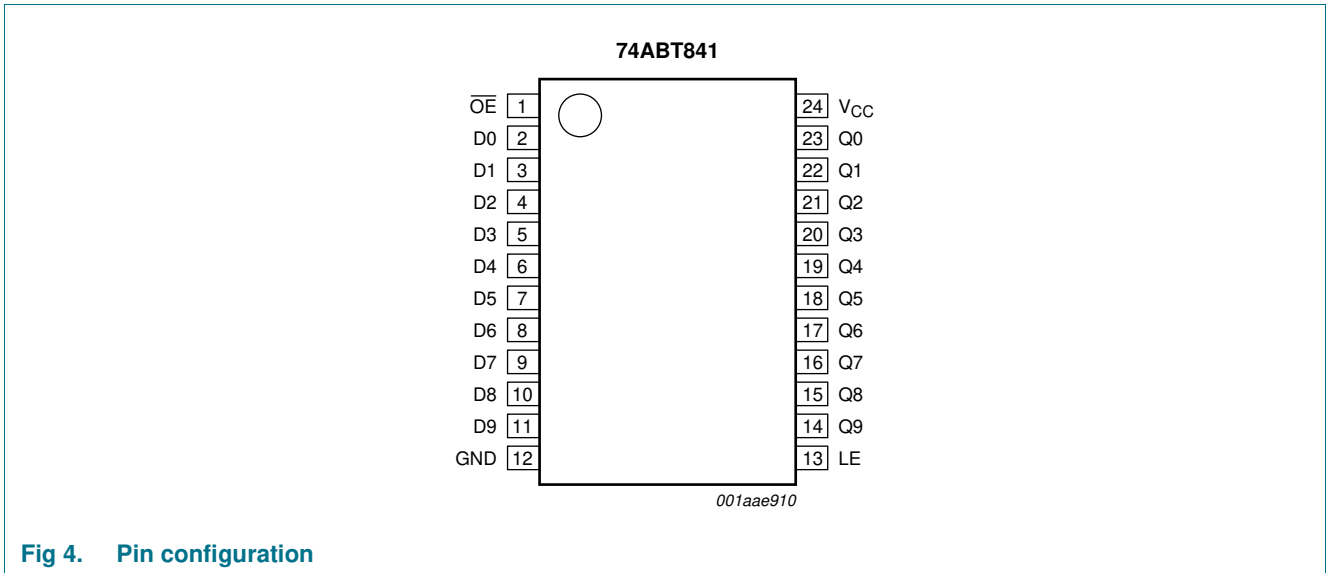 74ABT841
OE 1 24 VCC
D0 2 23 Q0
D1 3 22 Q1
D2 4 21 Q2
D3 5 20 Q3
D4 6 19 Q4
D5 7 18 Q5
D6 8 17 Q6
D7 9 16 Q7
D8 10 15 Q8
D9 11 14 Q9
GND 12 13 LE
001aae910
Fig 4. Pin configuration